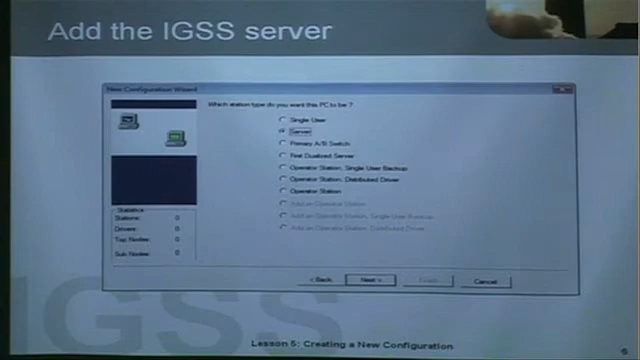 Add the IGSS server
New Configuration Wizard
Which station type do you want this PC to be ?
Single User
Server
Primary A/B Switch
First Dualized Server
Operator Station, Single User Backup
Operator Station, Distributed Driver
Operator Station
Add an Operator Station
Add an Operator Station, Single User Backup
Add an Operator Station, Distributed Driver
Statistics
Stations: 0
Drivers: 0
Top Nodes: 0
Sub Nodes: 0
< Back
Next >
Finish
Cancel
IGSS
Lesson 5: Creating a New Configuration
6